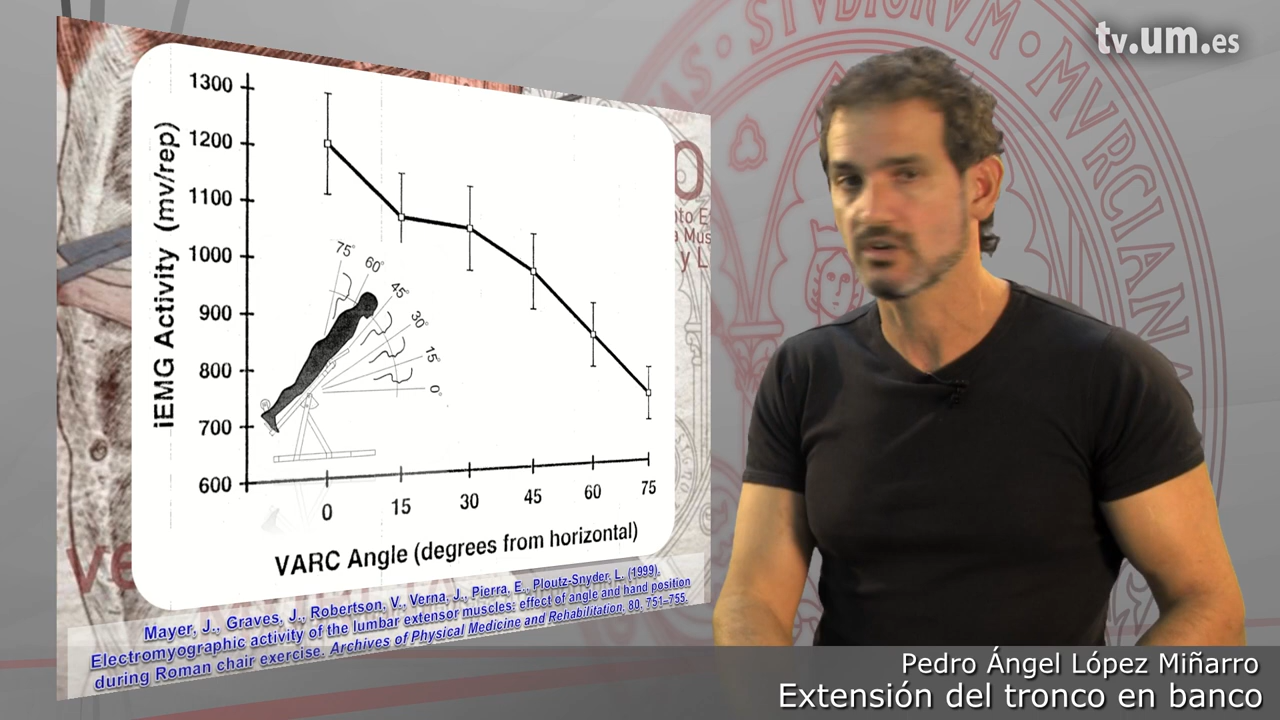 tv.um.es
STVDIORVM
MVRCIANA
1300
1200
1100
1000
900
800
700
600
iEMG Activity (mv/rep)
75°
60°
45°
30°
15°
0°
0 15 30 45 60 75
VARC Angle (degrees from horizontal)
Mayer, J., Graves, J., Robertson, V., Verna, J., Pierra, E., Ploutz-Snyder, L. (1999).
Electromyographic activity of the lumbar extensor muscles: effect of angle and hand position
during Roman chair exercise. Archives of Physical Medicine and Rehabilitation, 80, 751–755.
Pedro Ángel López Miñarro
Extensión del tronco en banco